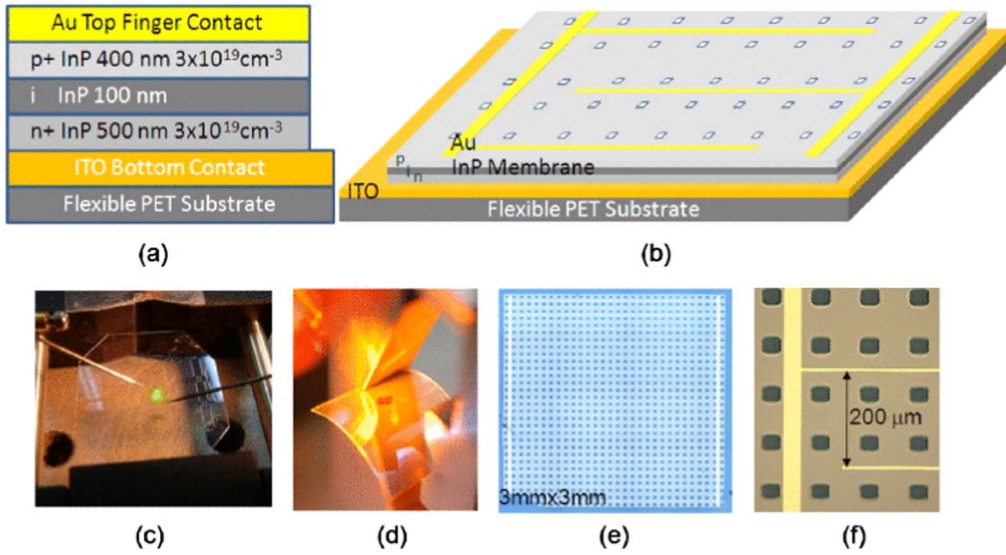 Au Top Finger Contact
p+ InP 400 nm 3x10¹⁹cm⁻³
i InP 100 nm
n+ InP 500 nm 3x10¹⁹cm⁻³
ITO Bottom Contact
Flexible PET Substrate
(a)
Au
p
i
n
InP Membrane
ITO
Flexible PET Substrate
(b)
(c)
(d)
3mmx3mm
(e)
200 μm
(f)